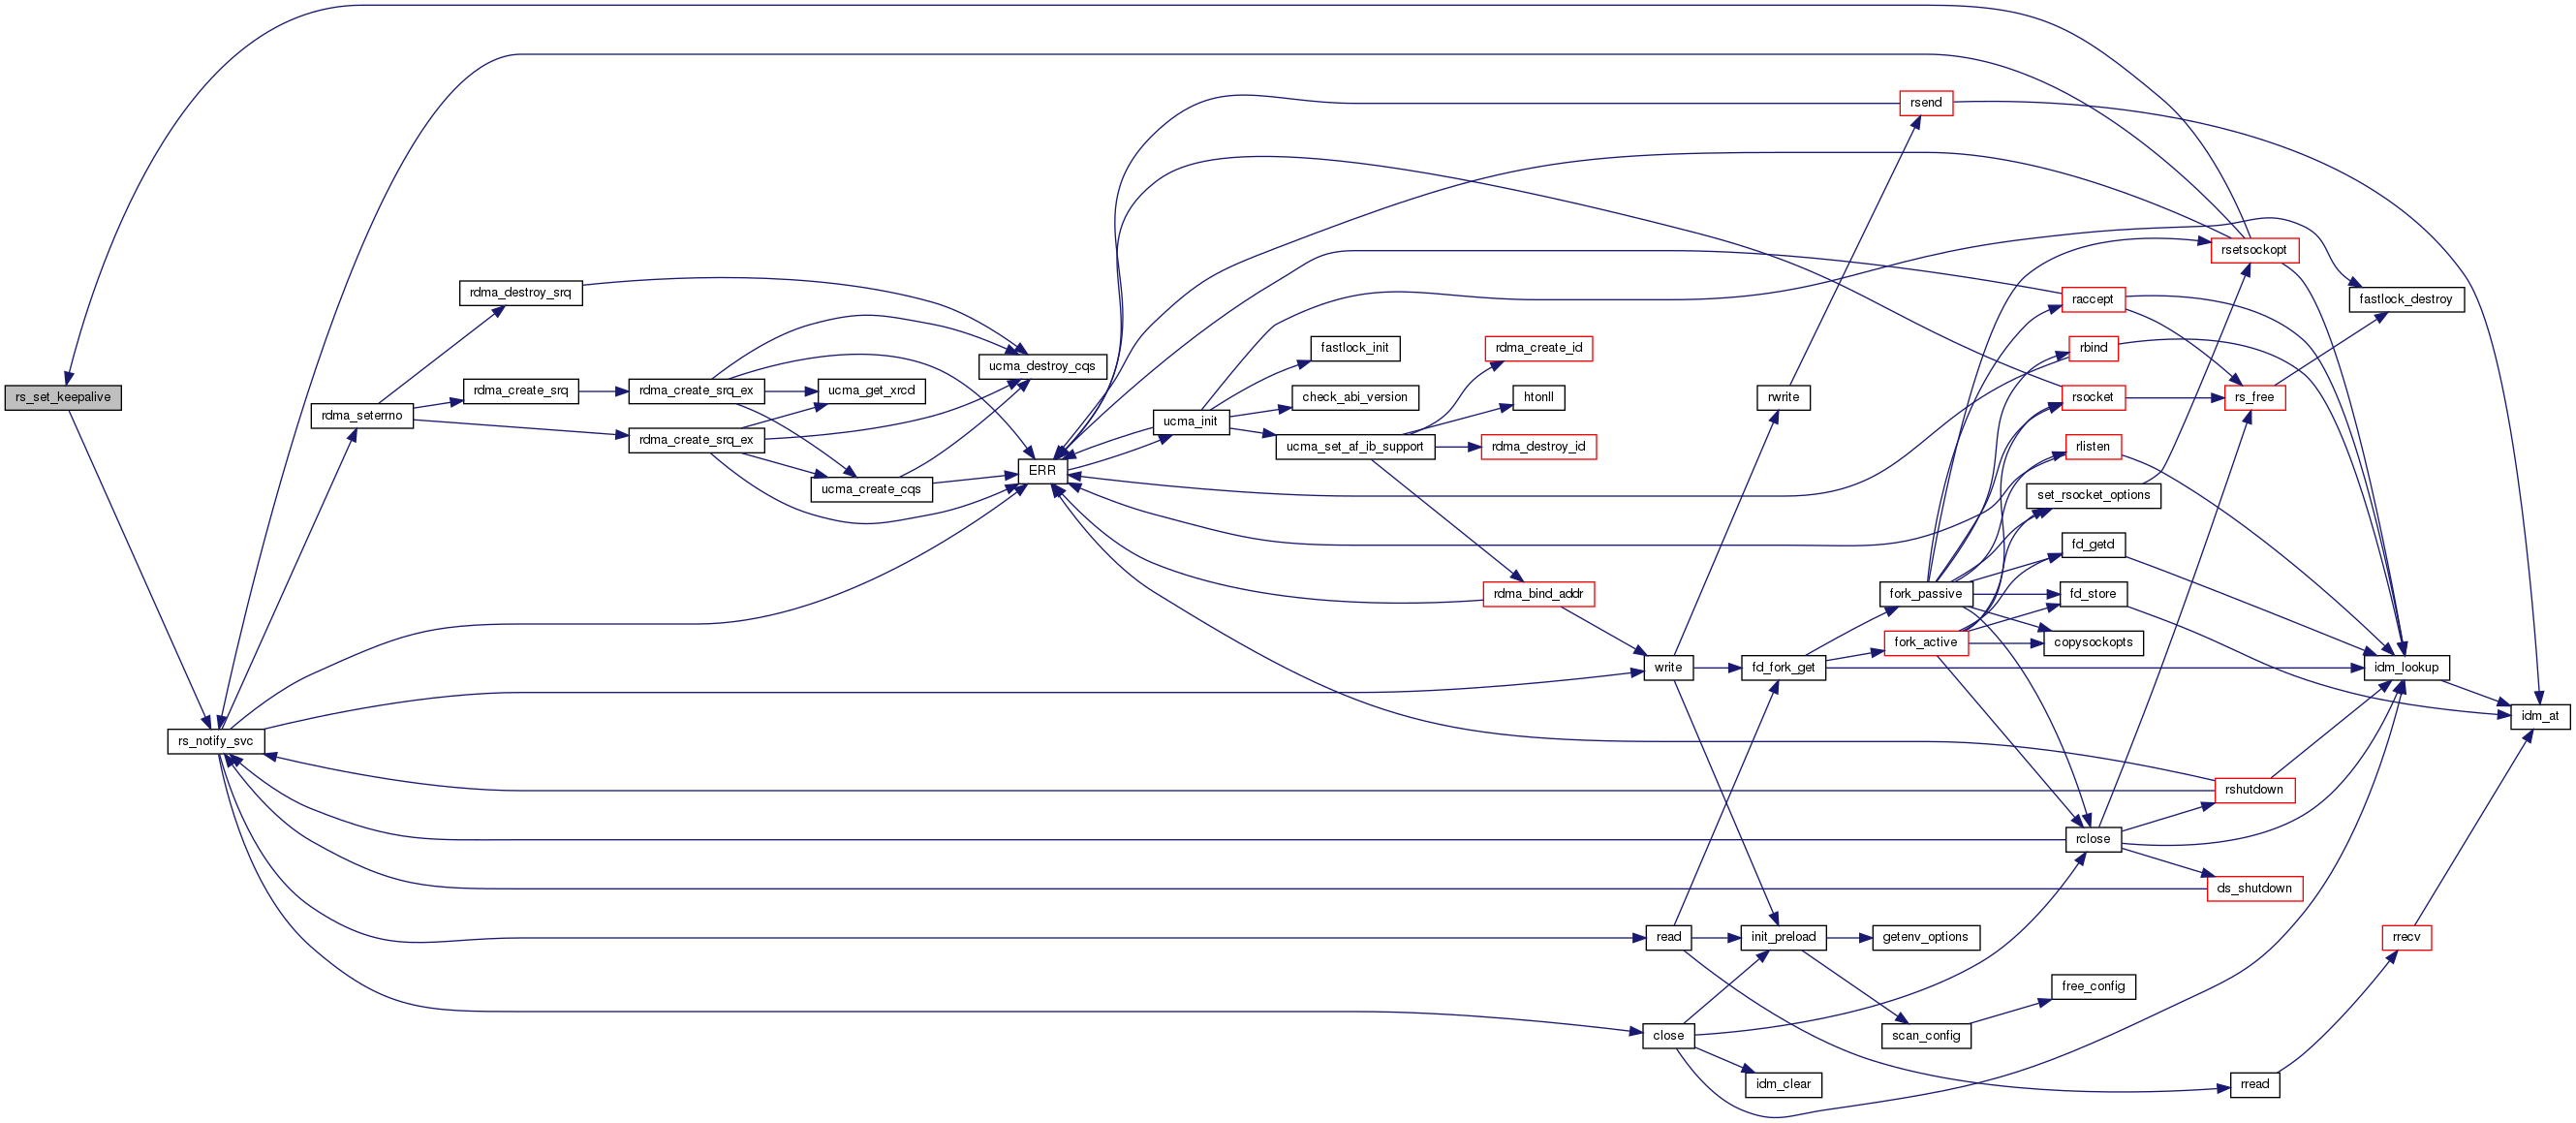 rs_set_keepalive
rs_notify_svc
rdma_seterrno
rdma_destroy_srq
rdma_create_srq
rdma_create_srq_ex
rdma_create_srq_ex
ucma_get_xrcd
ucma_create_cqs
ucma_destroy_cqs
ERR
ucma_init
fastlock_init
check_abi_version
ucma_set_af_ib_support
rdma_create_id
htonll
rdma_destroy_id
rdma_bind_addr
write
read
close
rwrite
fd_fork_get
init_preload
idm_clear
rsend
fork_passive
fork_active
getenv_options
scan_config
raccept
rbind
rsocket
rlisten
set_rsocket_options
fd_getd
fd_store
copysockopts
rclose
free_config
rsetsockopt
rs_free
rshutdown
ds_shutdown
rread
fastlock_destroy
idm_lookup
rrecv
idm_at